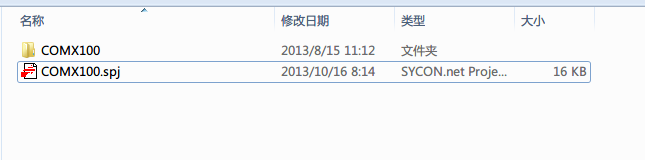 名称 修改日期 类型 大小
COMX100 2013/8/15 11:12 文件夹
COMX100.spj 2013/10/16 8:14 SYCON.net Proje... 16 KB